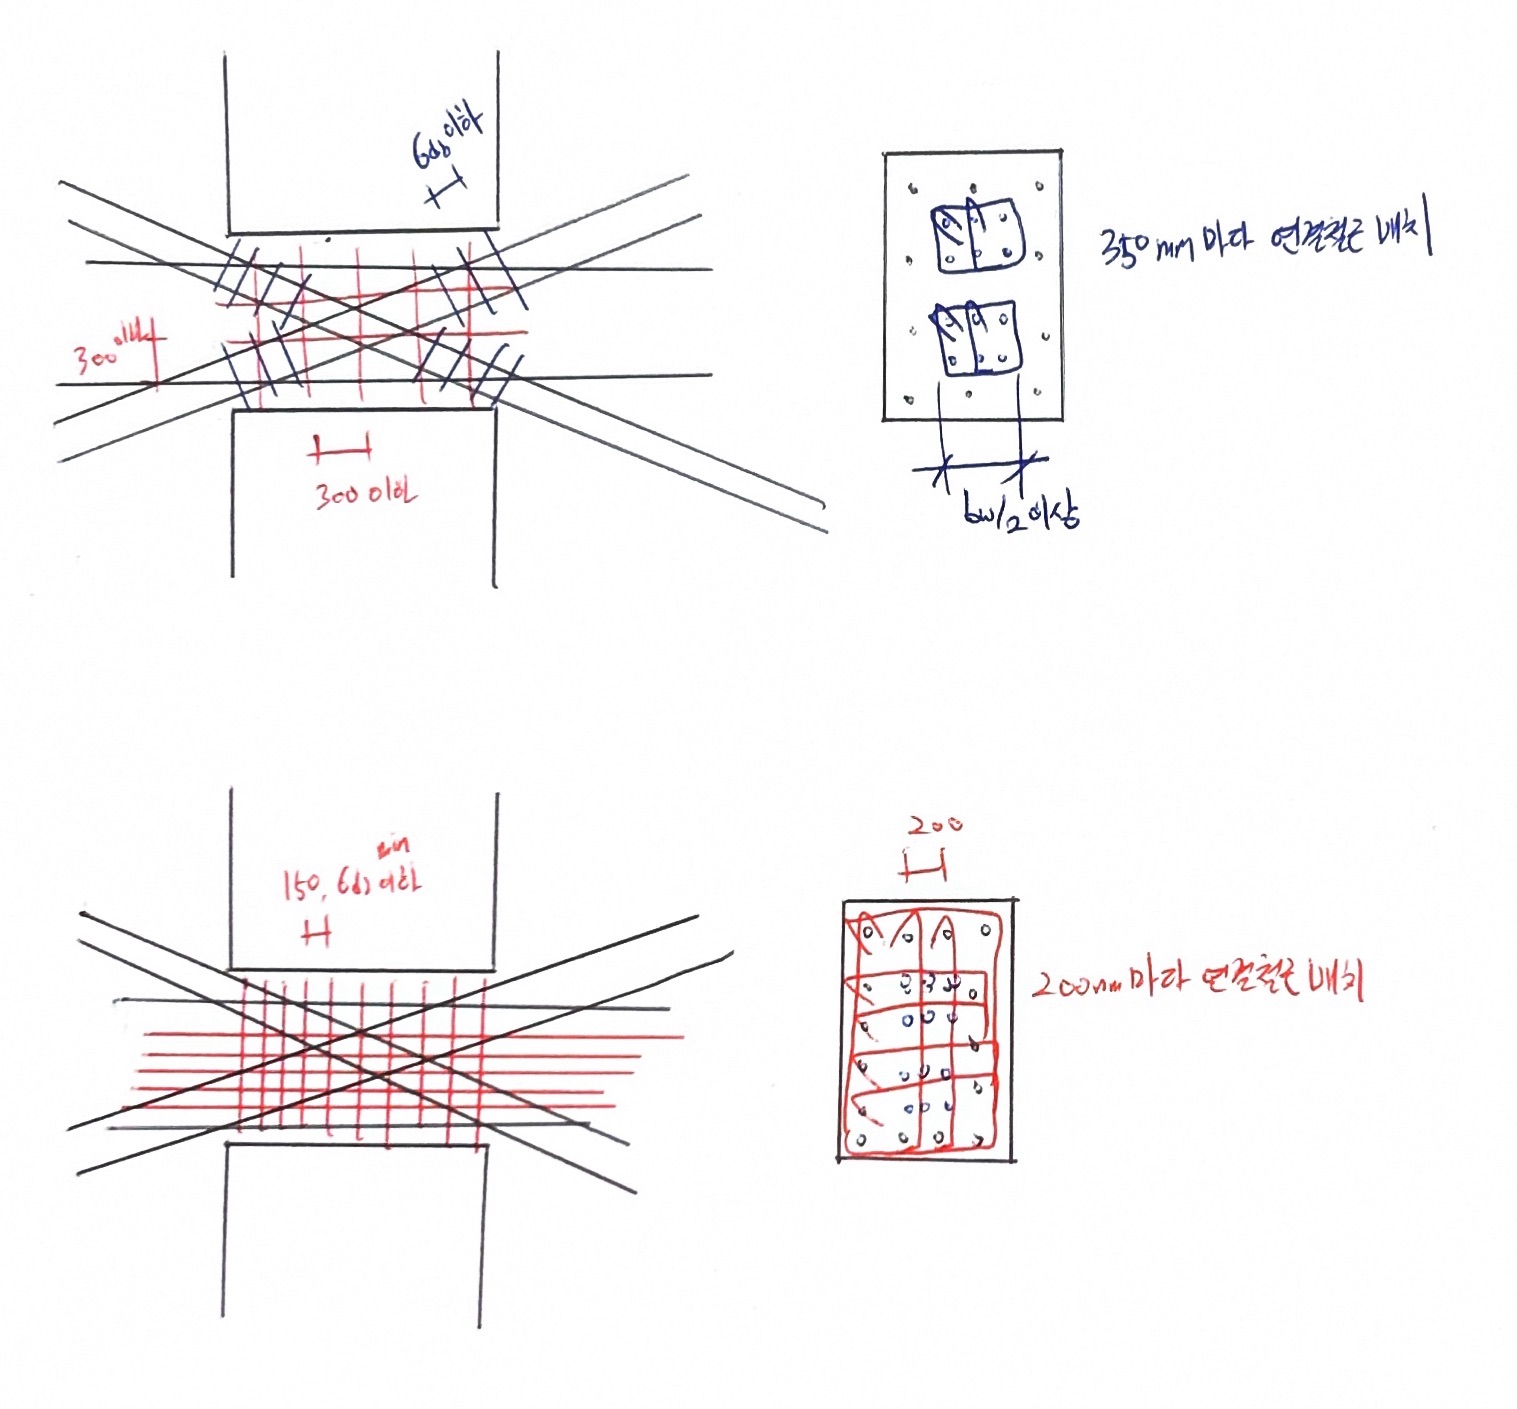 6db 이하
350mm 마다 연결철근 배치
300 이내
300 이하
bw/2 이상
min
150, 6db 이하
200
200mm 마다 연결철근 배치